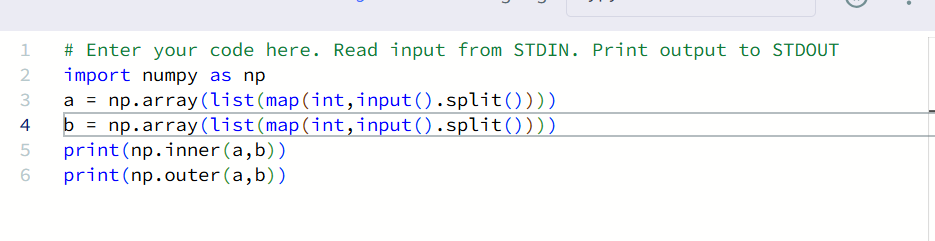 1 # Enter your code here. Read input from STDIN. Print output to STDOUT
2 import numpy as np
3 a = np.array(list(map(int,input().split())))
4 b = np.array(list(map(int,input().split())))
5 print(np.inner(a,b))
6 print(np.outer(a,b))